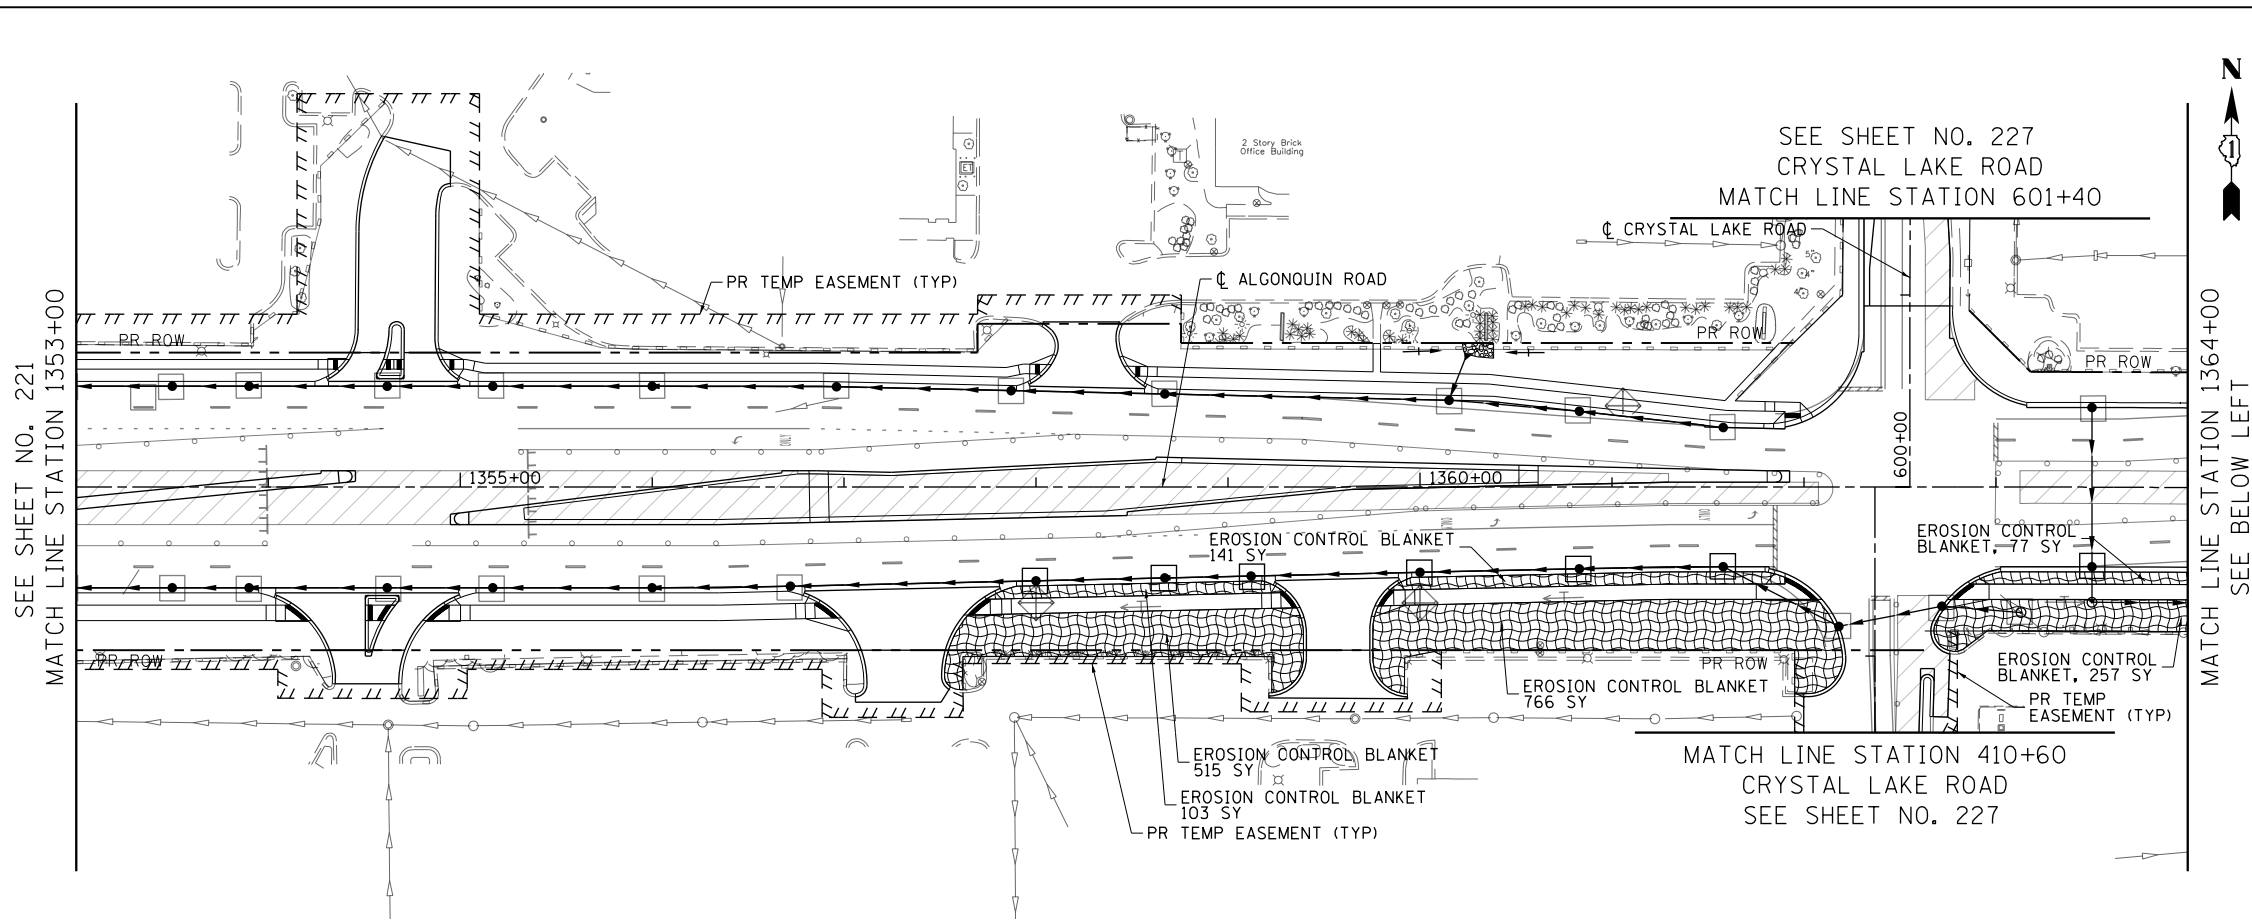 N
1
SEE SHEET NO. 227
CRYSTAL LAKE ROAD
MATCH LINE STATION 601+40
2 Story Brick
Office Building
℄ CRYSTAL LAKE ROAD
PR TEMP EASEMENT (TYP)
℄ ALGONQUIN ROAD
PR ROW
PR ROW
PR ROW
SEE SHEET NO. 221
MATCH LINE STATION 1353+00
MATCH LINE STATION 1364+00
SEE BELOW LEFT
600+00
1355+00
1360+00
ONLY
ONLY
ONLY
EROSION CONTROL BLANKET
141 SY
EROSION CONTROL
BLANKET, 77 SY
PR ROW
PR ROW
EROSION CONTROL
BLANKET, 257 SY
EROSION CONTROL BLANKET
766 SY
PR TEMP
EASEMENT (TYP)
EROSION CONTROL BLANKET
515 SY
EROSION CONTROL BLANKET
103 SY
PR TEMP EASEMENT (TYP)
MATCH LINE STATION 410+60
CRYSTAL LAKE ROAD
SEE SHEET NO. 227